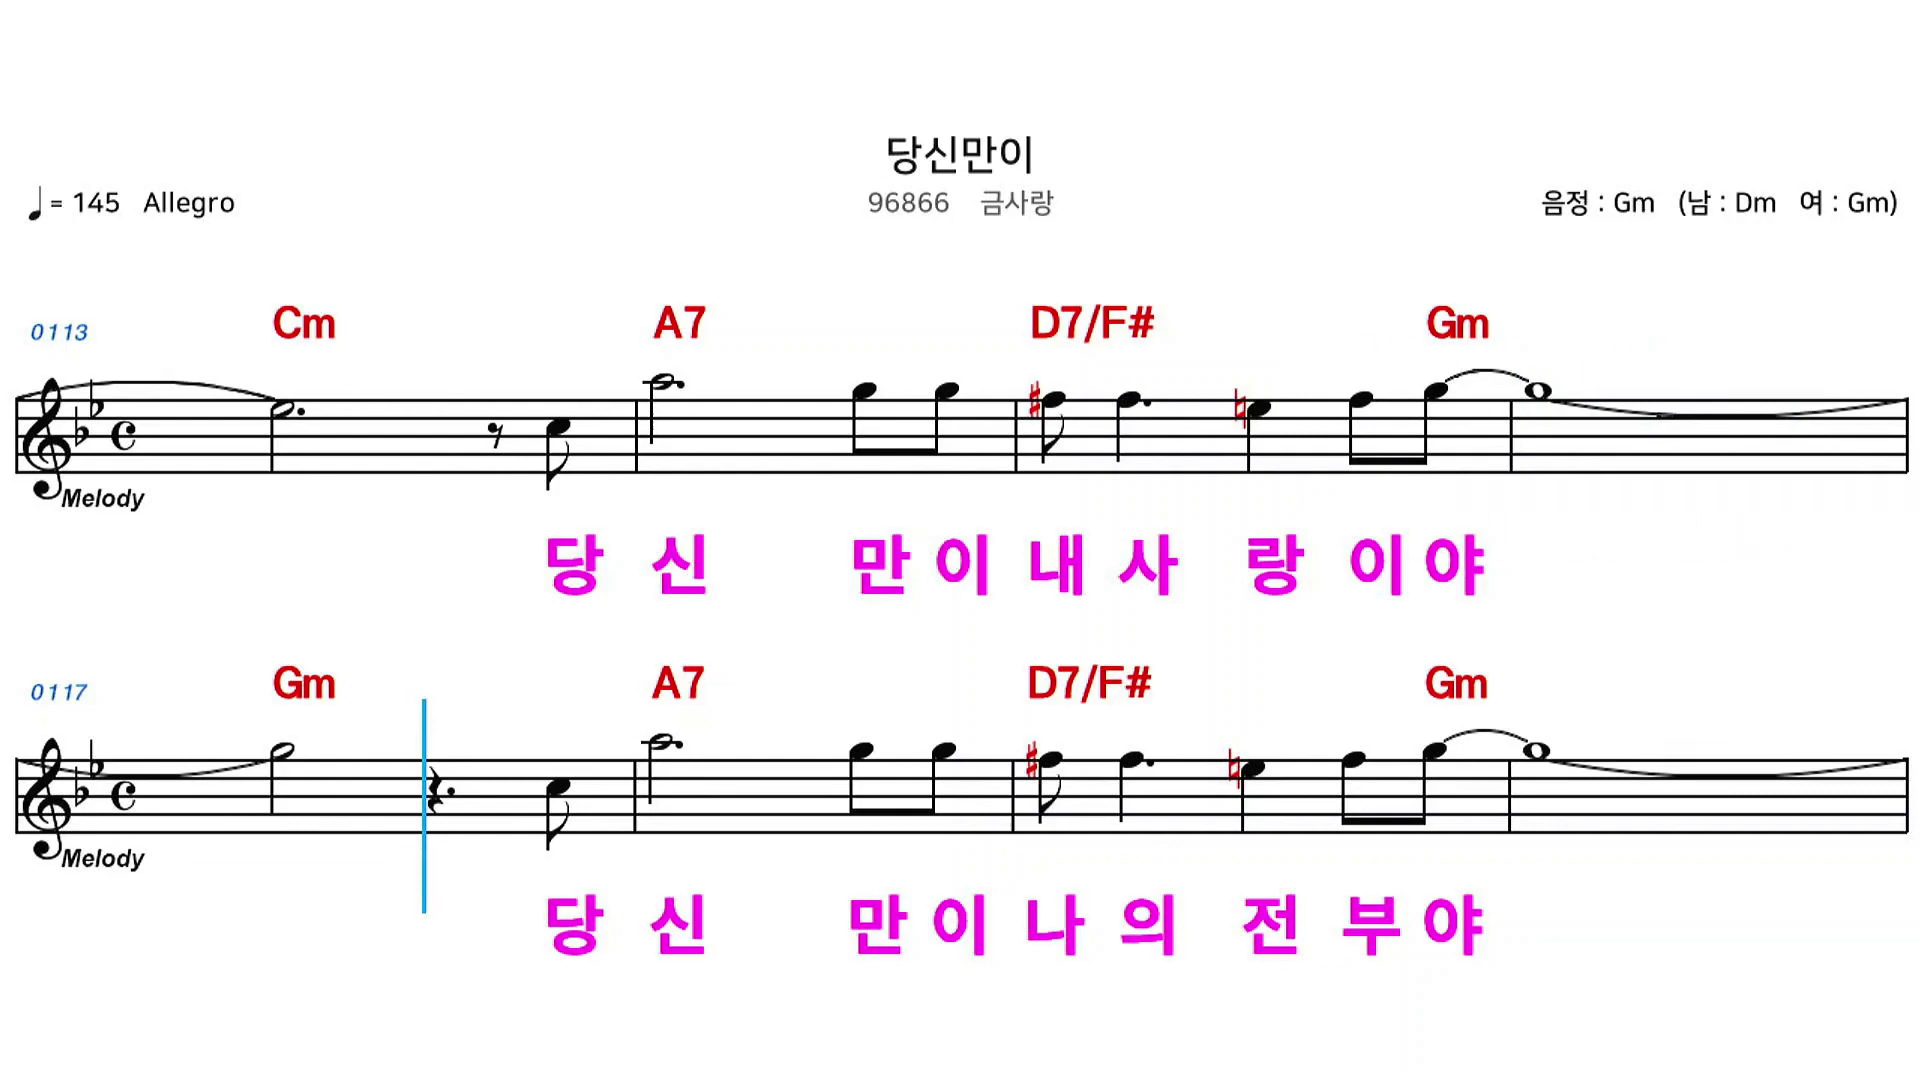 당신만이
♩= 145 Allegro 96866 금사랑 음정 : Gm (남 : Dm 여 : Gm)
0113 Cm A7 D7/F# Gm
Melody
당 신 만 이 내 사 랑 이 야
0117 Gm A7 D7/F# Gm
Melody
당 신 만 이 나 의 전 부 야